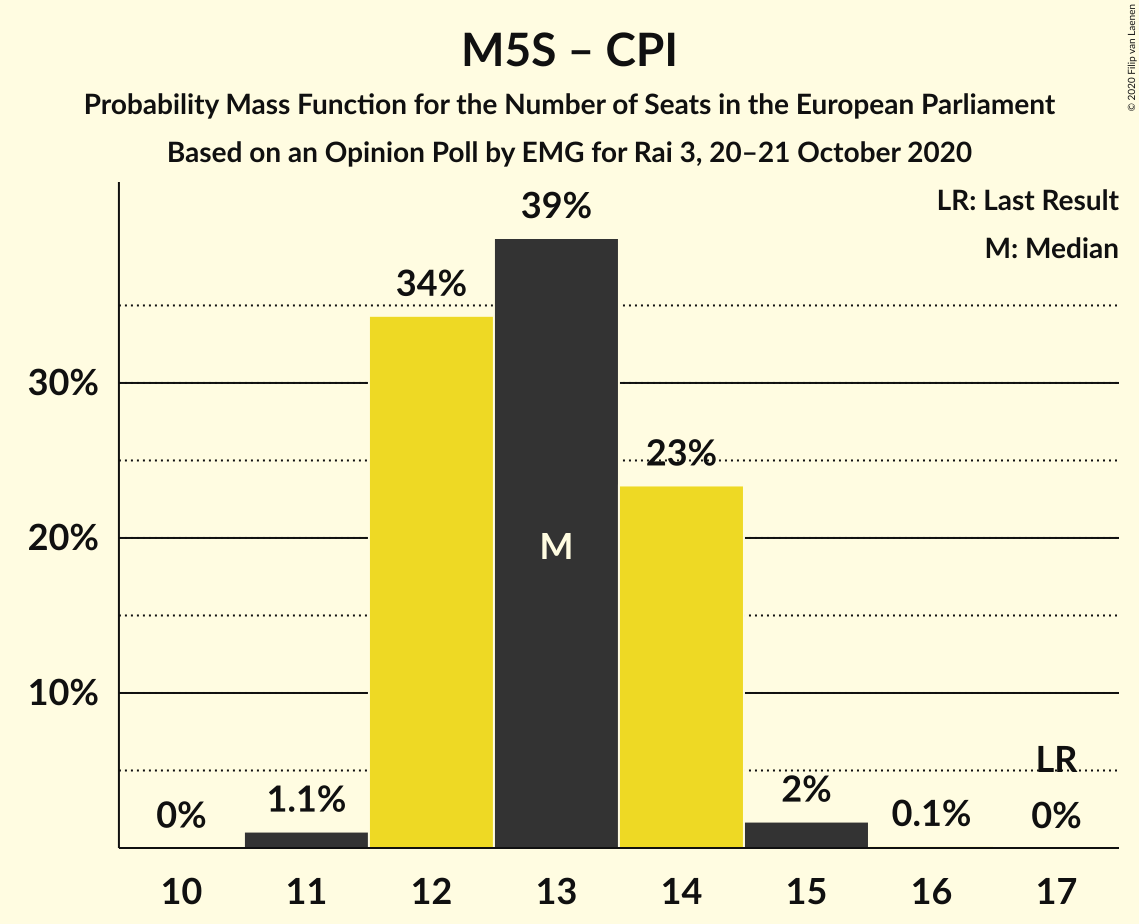 M5S – CPI
Probability Mass Function for the Number of Seats in the European Parliament
Based on an Opinion Poll by EMG for Rai 3, 20–21 October 2020
© 2020 Filip van Laenen
LR: Last Result
M: Median
39%
34%
30%
23%
20%
M
10%
LR
2%
1.1%
0%
0.1%
0%
10 11 12 13 14 15 16 17